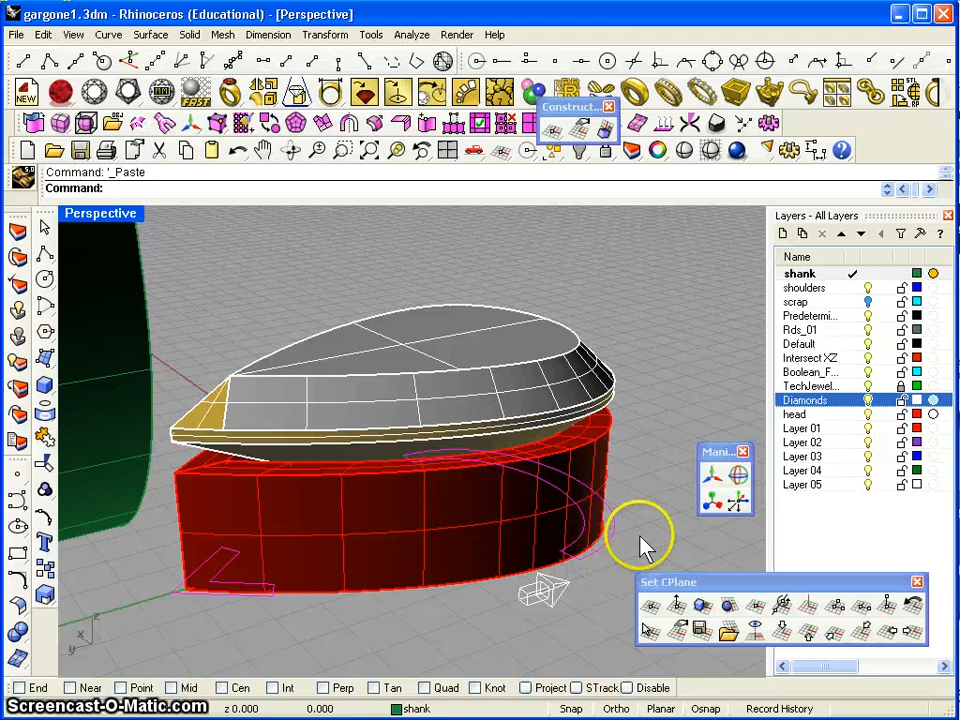 gargone1.3dm - Rhinoceros (Educational) - [Perspective]
File Edit View Curve Surface Solid Mesh Dimension Transform Tools Analyze Render Help
NEW
FAST
Construct...
Command: '_Paste
Command:
Perspective
Layers - All Layers
Name
shank
shoulders
scrap
Predetermi...
Rds_01
Default
Intersect XZ
Boolean_F...
TechJewel...
Diamonds
head
Layer 01
Layer 02
Layer 03
Layer 04
Layer 05
Mani...
Set CPlane
z
x
y
End Near Point Mid Cen Int Perp Tan Quad Knot Project STrack Disable
Screencast-O-Matic.com
z 0.000 0.000 shank Snap Ortho Planar Osnap Record History